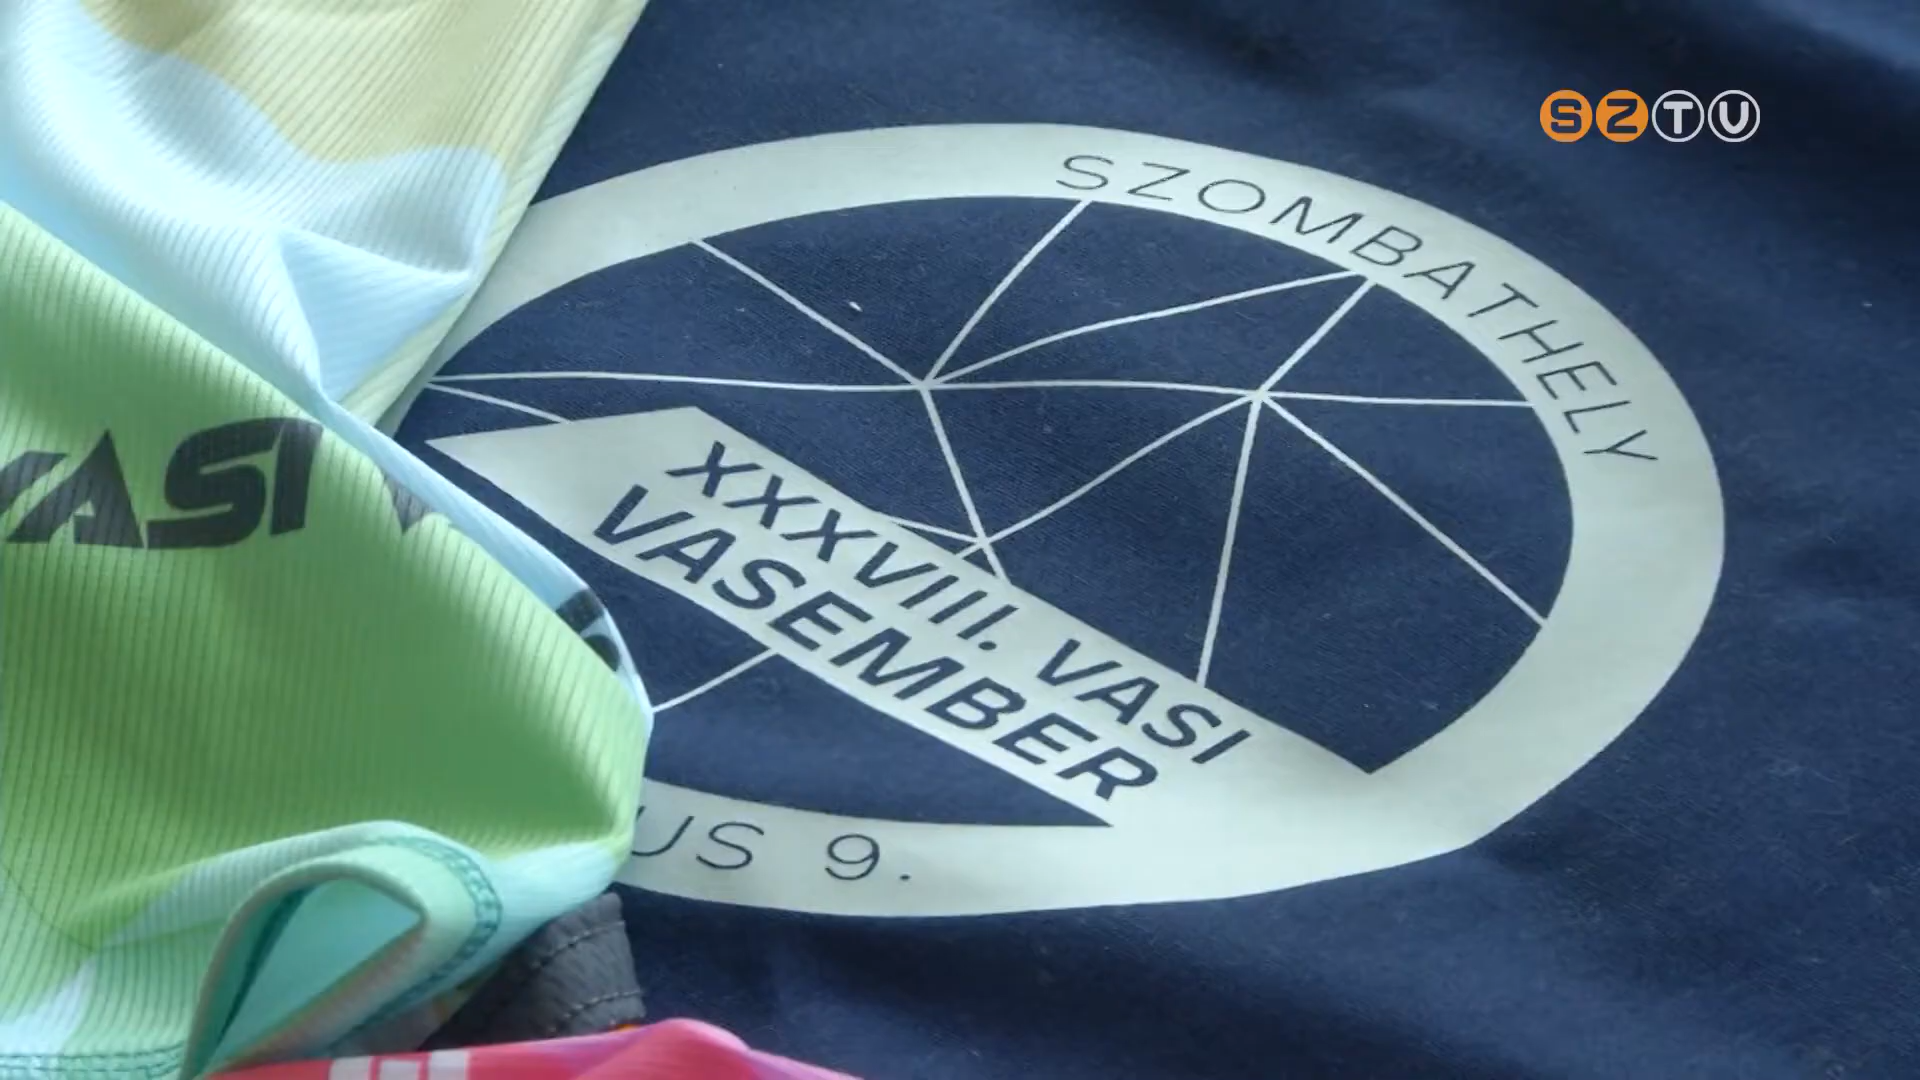 SZTV
SZOMBATHELY
XXXVIII. VASI
VASEMBER
VASI
US 9.